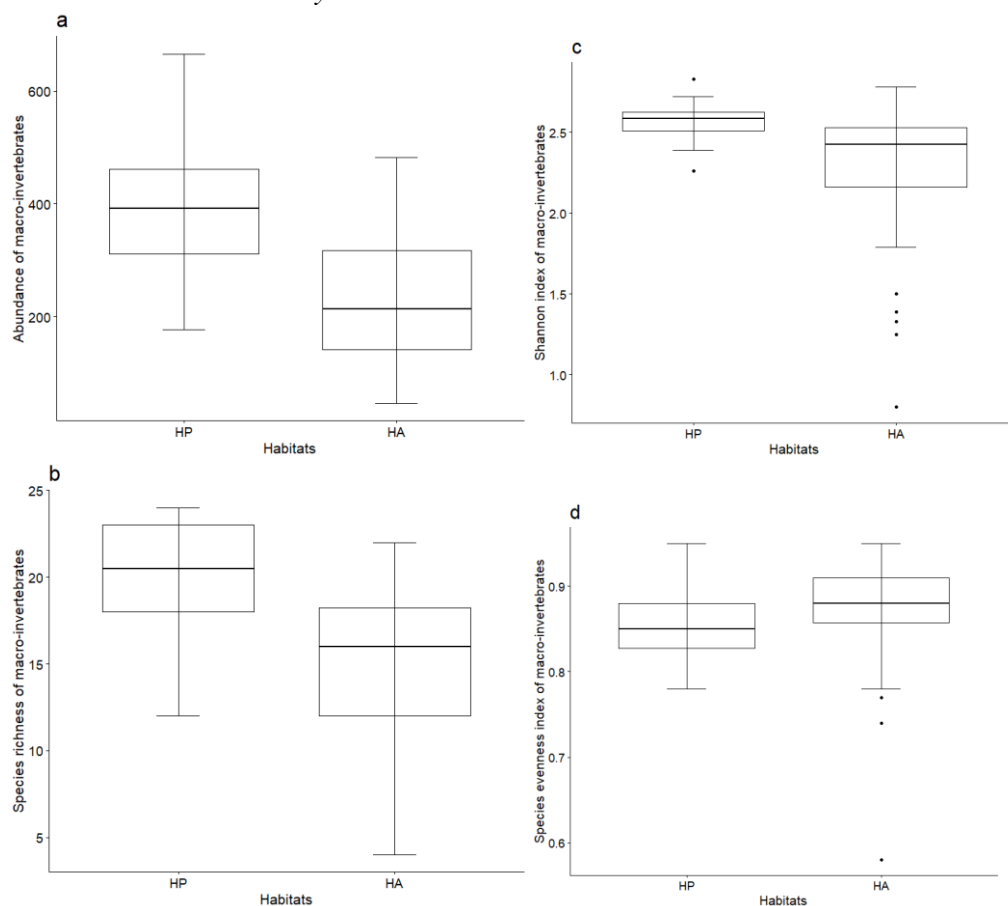 y
a
600
400
200
Abundance of macro-invertebrates
HP
HA
Habitats
b
25
20
15
10
5
Species richness of macro-invertebrates
HP
HA
Habitats
c
2.5
2.0
1.5
1.0
Shannon index of macro-invertebrates
HP
HA
Habitats
d
0.9
0.8
0.7
0.6
Species evenness index of macro-invertebrates
HP
HA
Habitats